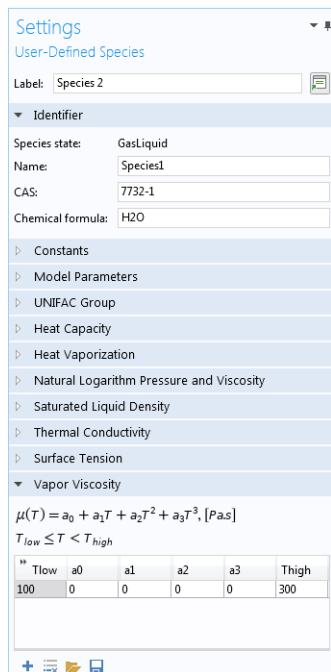 Settings
User-Defined Species
Label: Species 2
Identifier
Species state: GasLiquid
Name: Species1
CAS: 7732-1
Chemical formula: H2O
Constants
Model Parameters
UNIFAC Group
Heat Capacity
Heat Vaporization
Natural Logarithm Pressure and Viscosity
Saturated Liquid Density
Thermal Conductivity
Surface Tension
Vapor Viscosity
μ(T) = a₀ + a₁T + a₂T² + a₃T³, [Pa.s]
T_low ≤ T < T_high
Tlow a0 a1 a2 a3 Thigh
100 0 0 0 0 300